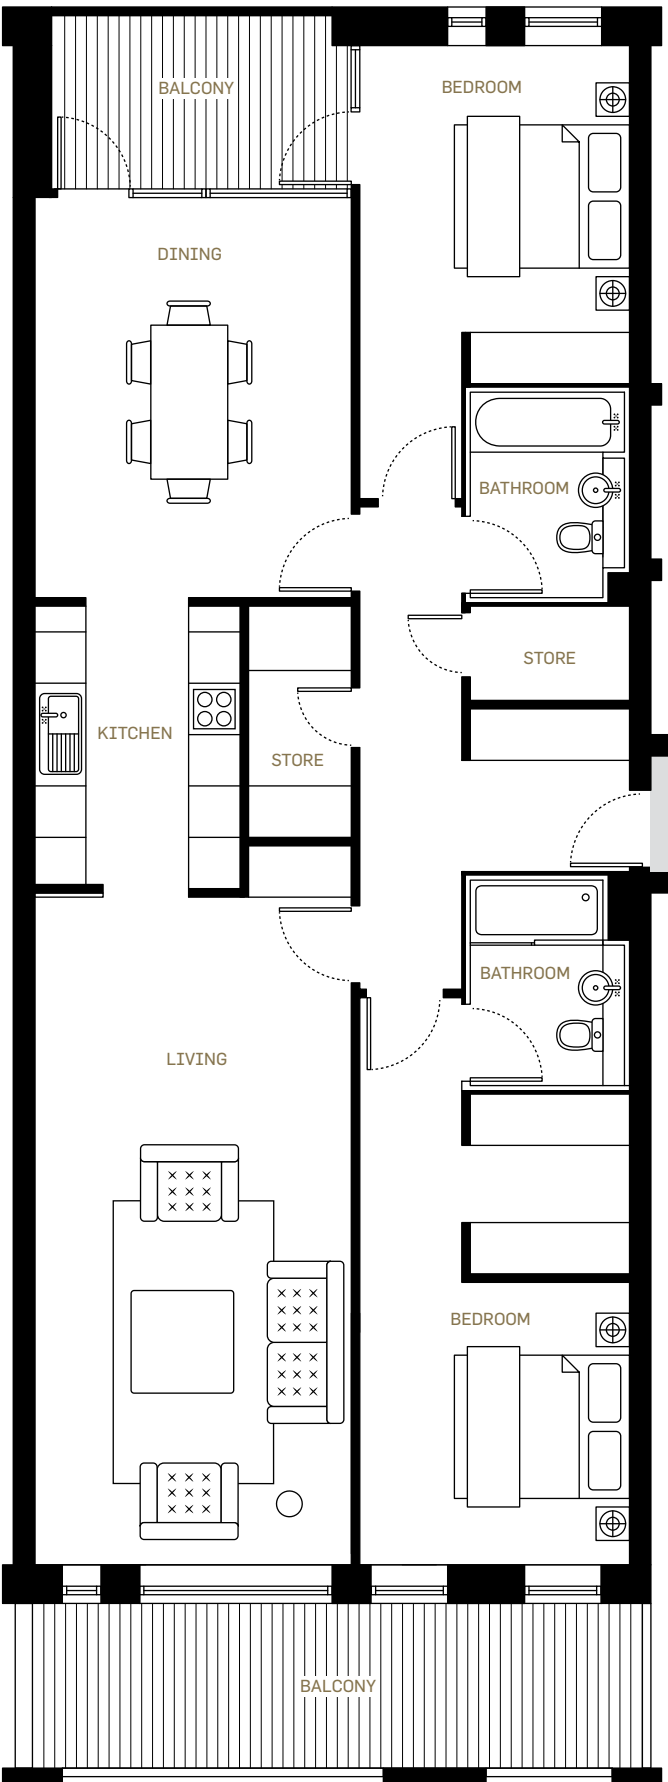 BALCONY
BEDROOM
DINING
BATHROOM
STORE
KITCHEN
STORE
BATHROOM
LIVING
BEDROOM
BALCONY